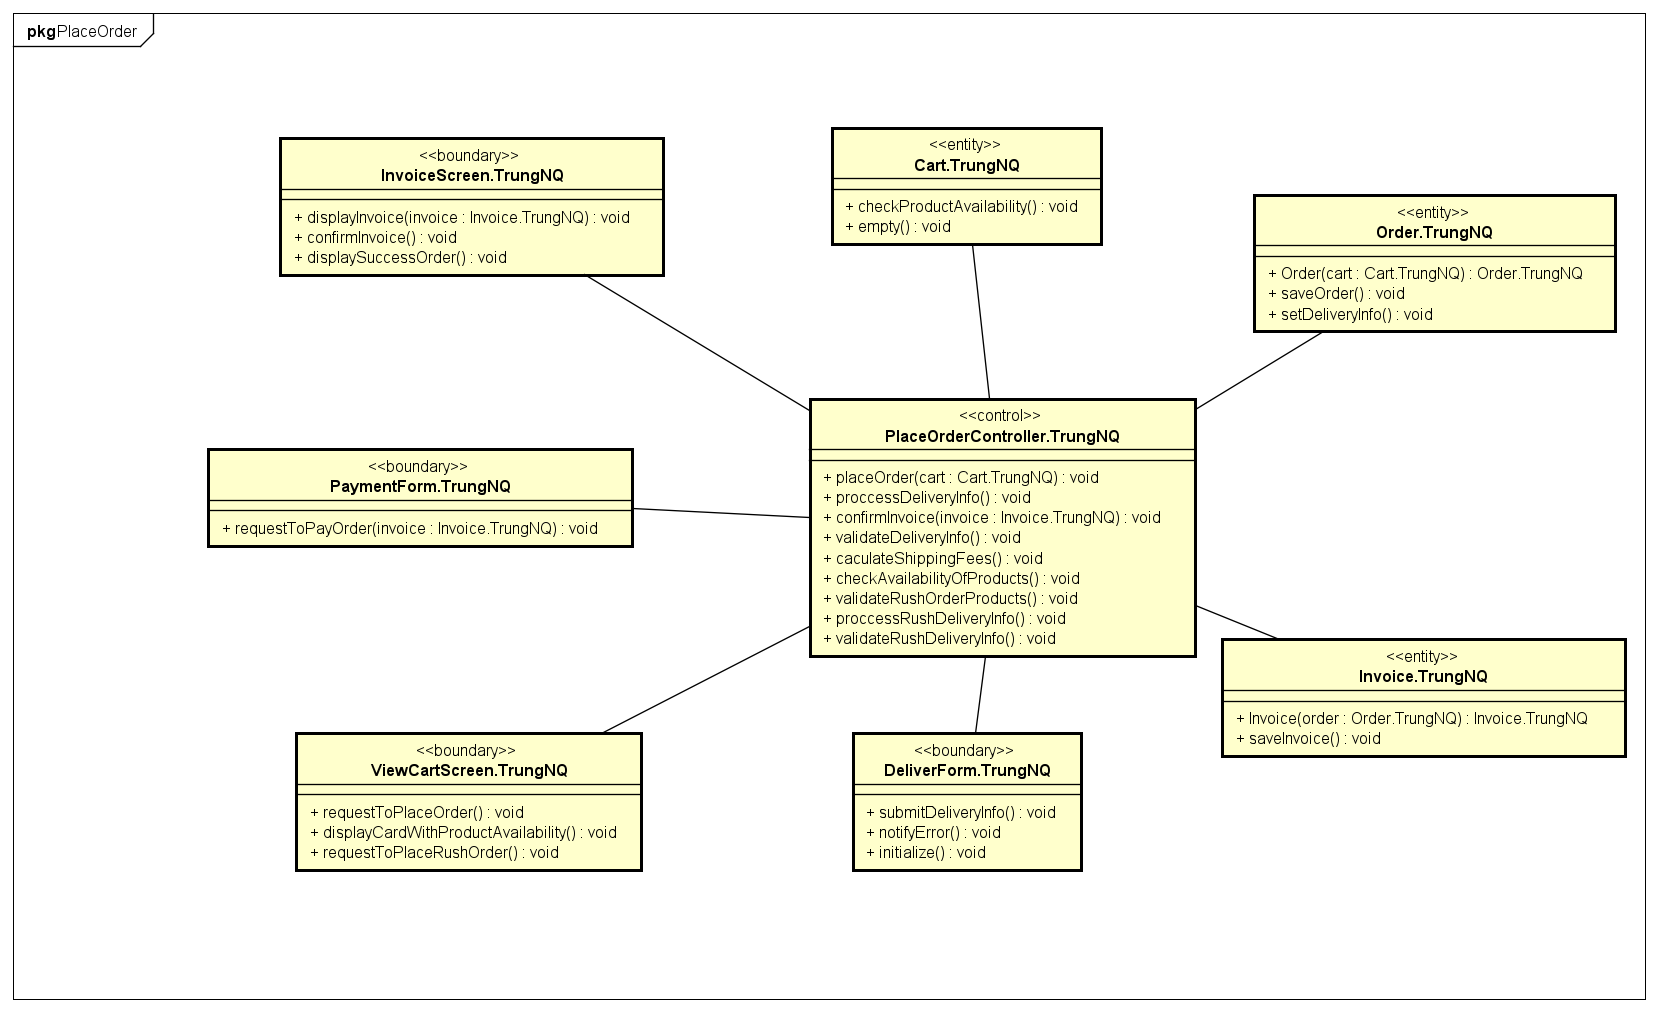 pkgPlaceOrder
<<boundary>>
InvoiceScreen.TrungNQ
+ displayInvoice(invoice : Invoice.TrungNQ) : void
+ confirmInvoice() : void
+ displaySuccessOrder() : void
<<entity>>
Cart.TrungNQ
+ checkProductAvailability() : void
+ empty() : void
<<entity>>
Order.TrungNQ
+ Order(cart : Cart.TrungNQ) : Order.TrungNQ
+ saveOrder() : void
+ setDeliveryInfo() : void
<<boundary>>
PaymentForm.TrungNQ
+ requestToPayOrder(invoice : Invoice.TrungNQ) : void
<<control>>
PlaceOrderController.TrungNQ
+ placeOrder(cart : Cart.TrungNQ) : void
+ proccessDeliveryInfo() : void
+ confirmInvoice(invoice : Invoice.TrungNQ) : void
+ validateDeliveryInfo() : void
+ caculateShippingFees() : void
+ checkAvailabilityOfProducts() : void
+ validateRushOrderProducts() : void
+ proccessRushDeliveryInfo() : void
+ validateRushDeliveryInfo() : void
<<entity>>
Invoice.TrungNQ
+ Invoice(order : Order.TrungNQ) : Invoice.TrungNQ
+ saveInvoice() : void
<<boundary>>
ViewCartScreen.TrungNQ
+ requestToPlaceOrder() : void
+ displayCardWithProductAvailability() : void
+ requestToPlaceRushOrder() : void
<<boundary>>
DeliverForm.TrungNQ
+ submitDeliveryInfo() : void
+ notifyError() : void
+ initialize() : void